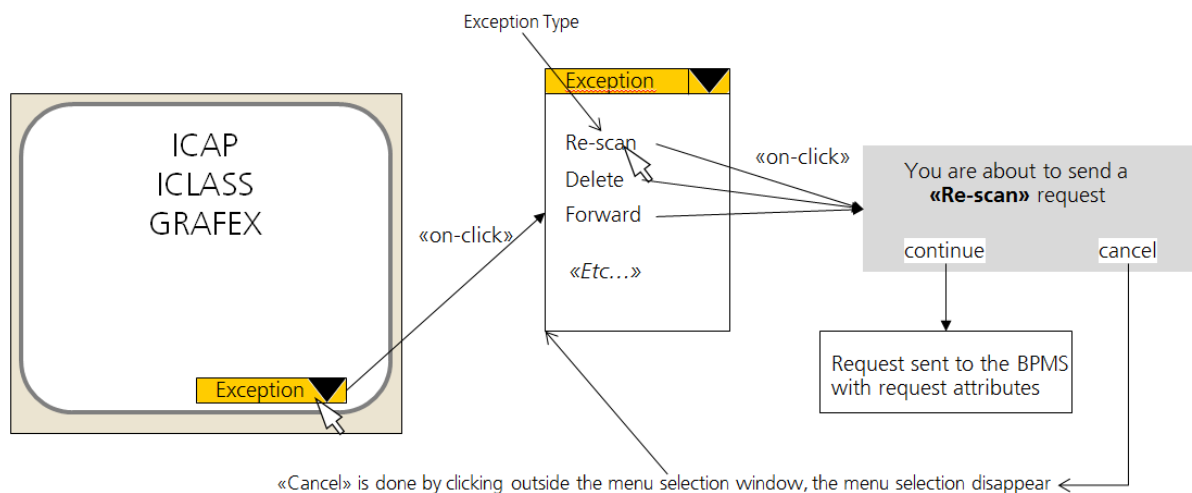 Exception Type
ICAP
ICLASS
GRAFEX
Exception
«on-click»
Exception
Re-scan
Delete
Forward
«Etc...»
«on-click»
You are about to send a
«Re-scan» request
continue
cancel
Request sent to the BPMS
with request attributes
«Cancel» is done by clicking outside the menu selection window, the menu selection disappear